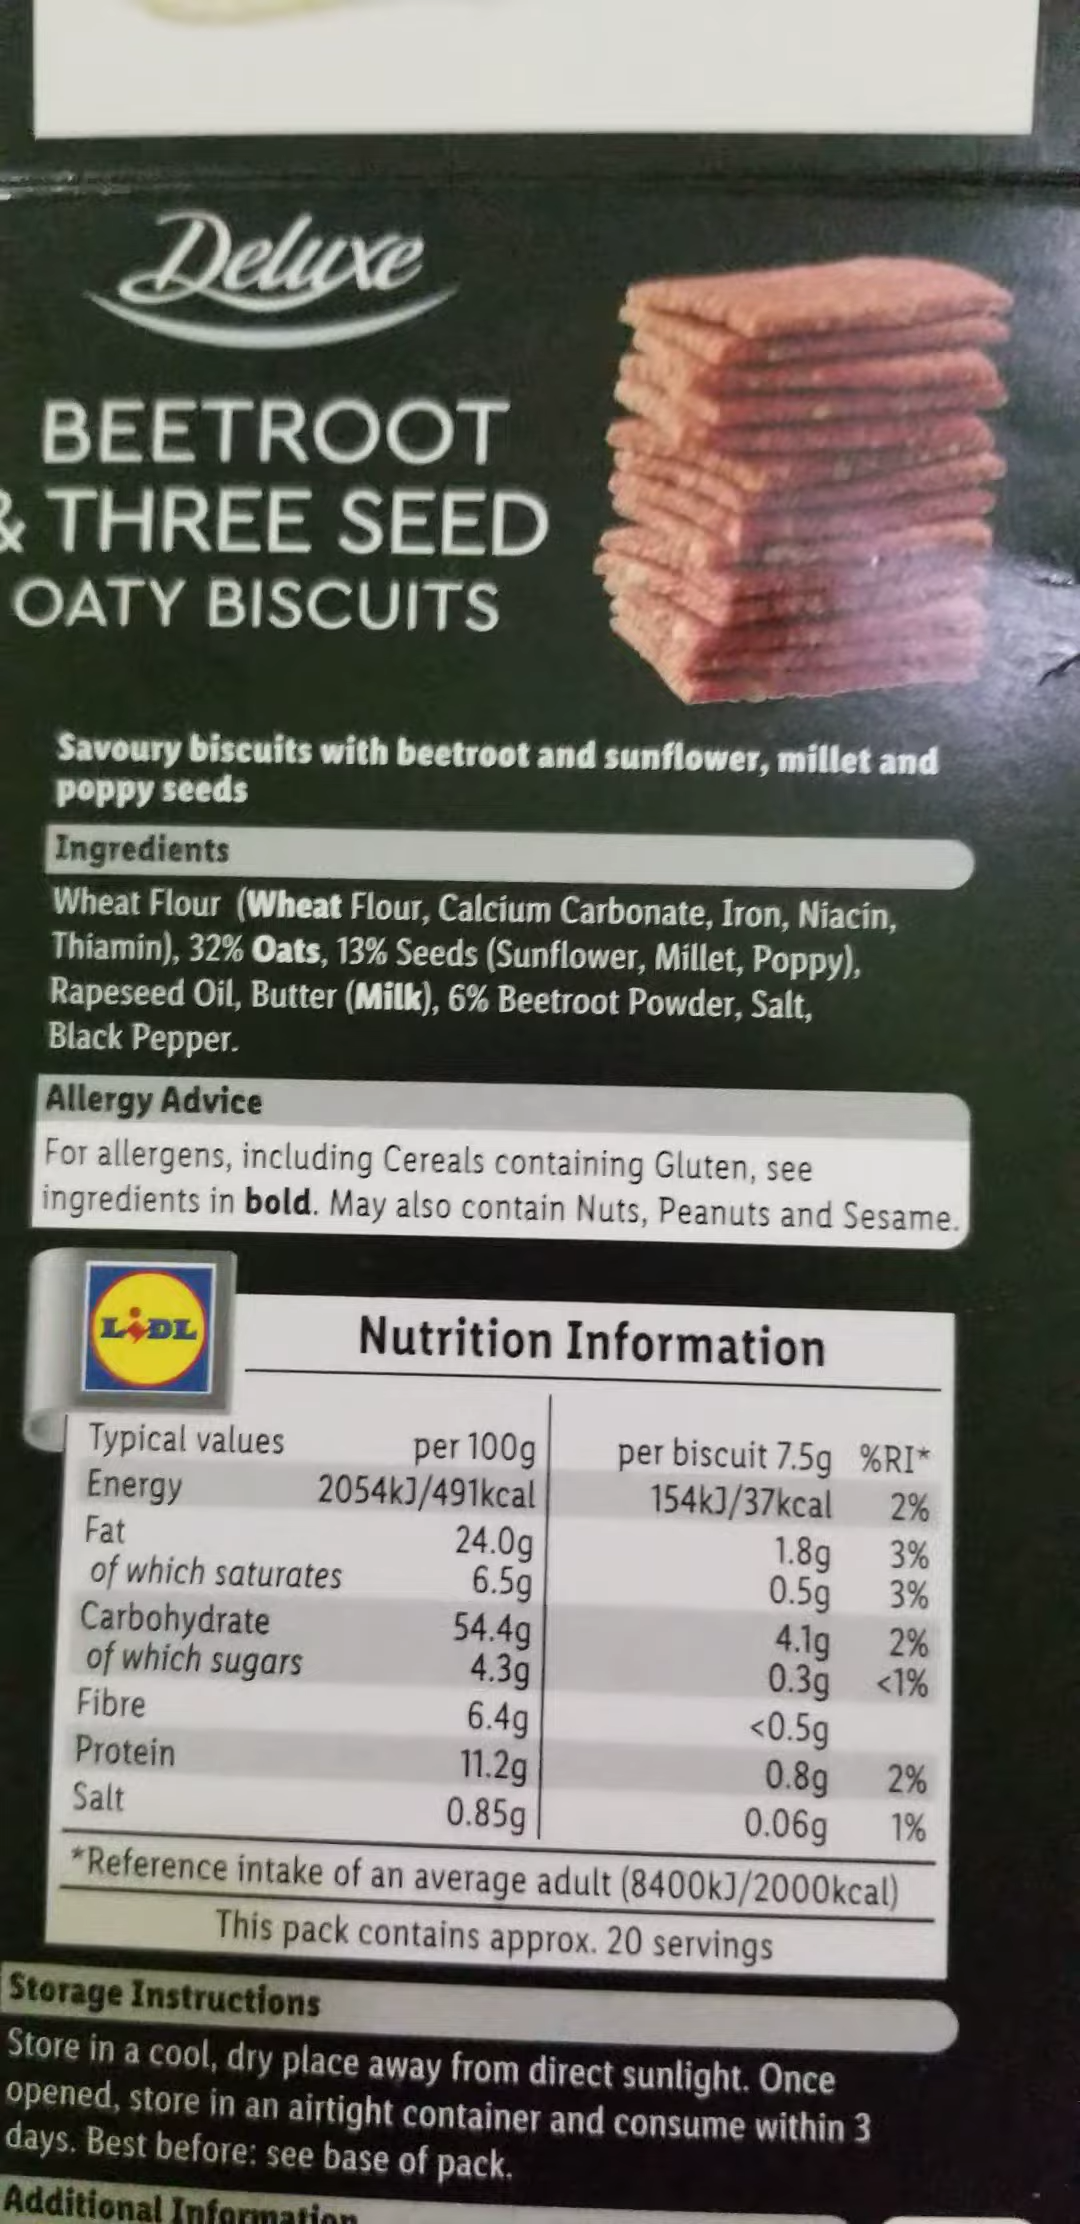 Deluxe
BEETROOT
& THREE SEED
OATY BISCUITS
Savoury biscuits with beetroot and sunflower, millet and
poppy seeds
Ingredients
Wheat Flour (Wheat Flour, Calcium Carbonate, Iron, Niacin,
Thiamin), 32% Oats, 13% Seeds (Sunflower, Millet, Poppy),
Rapeseed Oil, Butter (Milk), 6% Beetroot Powder, Salt,
Black Pepper.
Allergy Advice
For allergens, including Cereals containing Gluten, see
ingredients in bold. May also contain Nuts, Peanuts and Sesame.
LIDL
Nutrition Information
Typical values per 100g per biscuit 7.5g %RI*
Energy 2054kJ/491kcal 154kJ/37kcal 2%
Fat 24.0g 1.8g 3%
of which saturates 6.5g 0.5g 3%
Carbohydrate 54.4g 4.1g 2%
of which sugars 4.3g 0.3g <1%
Fibre 6.4g <0.5g
Protein 11.2g 0.8g 2%
Salt 0.85g 0.06g 1%
*Reference intake of an average adult (8400kJ/2000kcal)
This pack contains approx. 20 servings
Storage Instructions
Store in a cool, dry place away from direct sunlight. Once
opened, store in an airtight container and consume within 3
days. Best before: see base of pack.
Additional Information